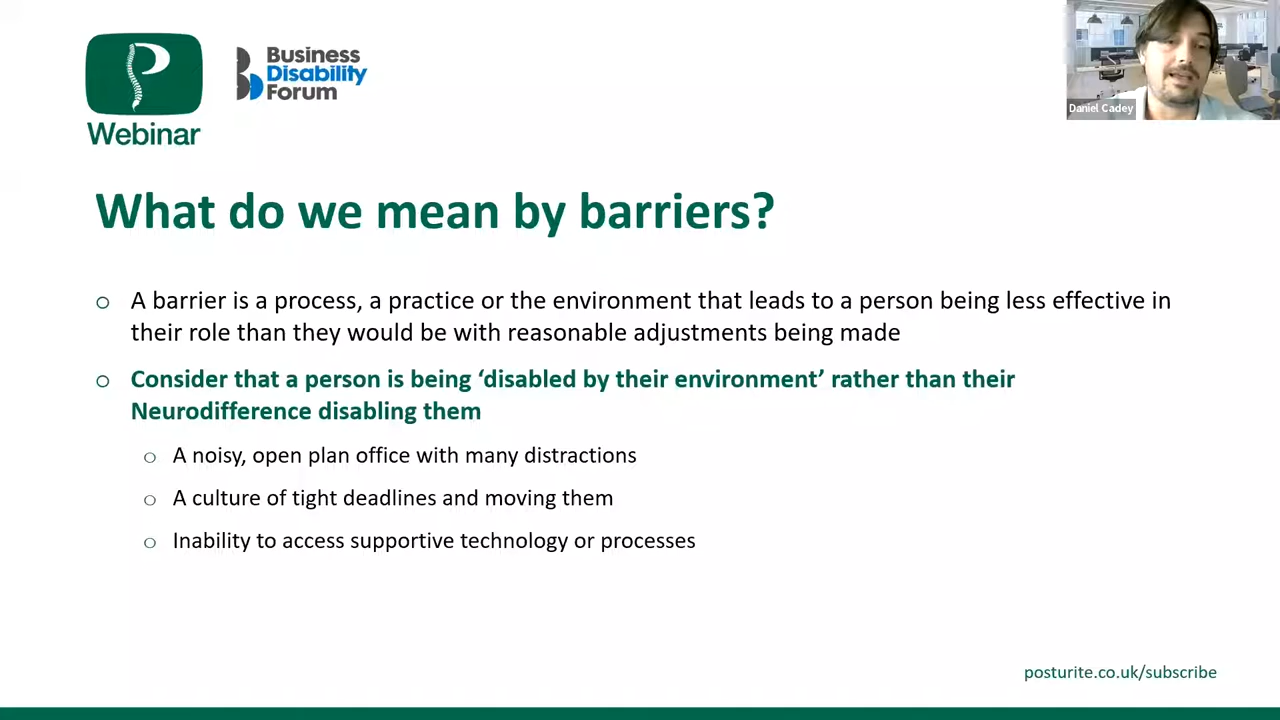 P
Webinar
Business
Disability
Forum
Daniel Cadey
What do we mean by barriers?
A barrier is a process, a practice or the environment that leads to a person being less effective in
their role than they would be with reasonable adjustments being made
Consider that a person is being ‘disabled by their environment’ rather than their
Neurodifference disabling them
A noisy, open plan office with many distractions
A culture of tight deadlines and moving them
Inability to access supportive technology or processes
posturite.co.uk/subscribe